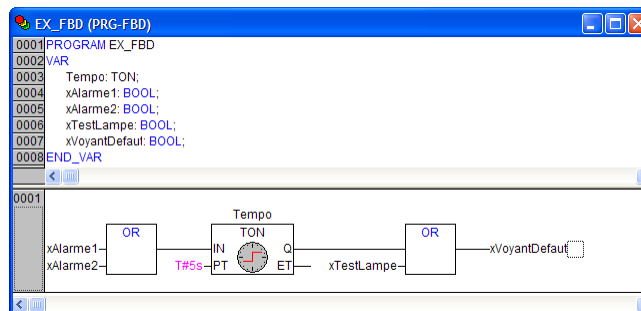 EX_FBD (PRG-FBD)
0001 PROGRAM EX_FBD
0002 VAR
0003 Tempo: TON;
0004 xAlarme1: BOOL;
0005 xAlarme2: BOOL;
0006 xTestLampe: BOOL;
0007 xVoyantDefaut: BOOL;
0008 END_VAR
0001
Tempo
OR TON OR
xAlarme1 IN Q xVoyantDefaut
xAlarme2 T#5s PT ET xTestLampe